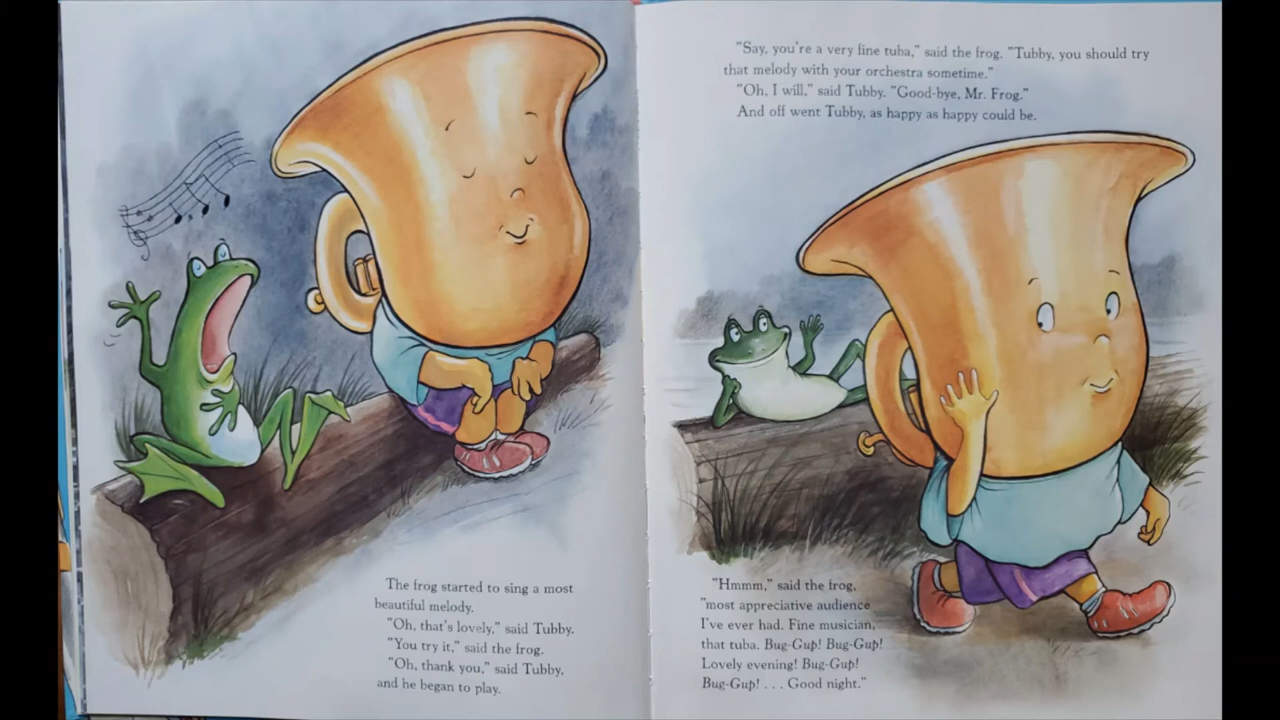 The frog started to sing a most
beautiful melody.
"Oh, that's lovely," said Tubby.
"You try it," said the frog.
"Oh, thank you," said Tubby,
and he began to play.
"Say, you're a very fine tuba," said the frog. "Tubby, you should try
that melody with your orchestra sometime."
"Oh, I will," said Tubby. "Good-bye, Mr. Frog."
And off went Tubby, as happy as happy could be.
"Hmmm," said the frog,
"most appreciative audience
I've ever had. Fine musician,
that tuba. Bug-Gup! Bug-Gup!
Lovely evening! Bug-Gup!
Bug-Gup! . . . Good night."